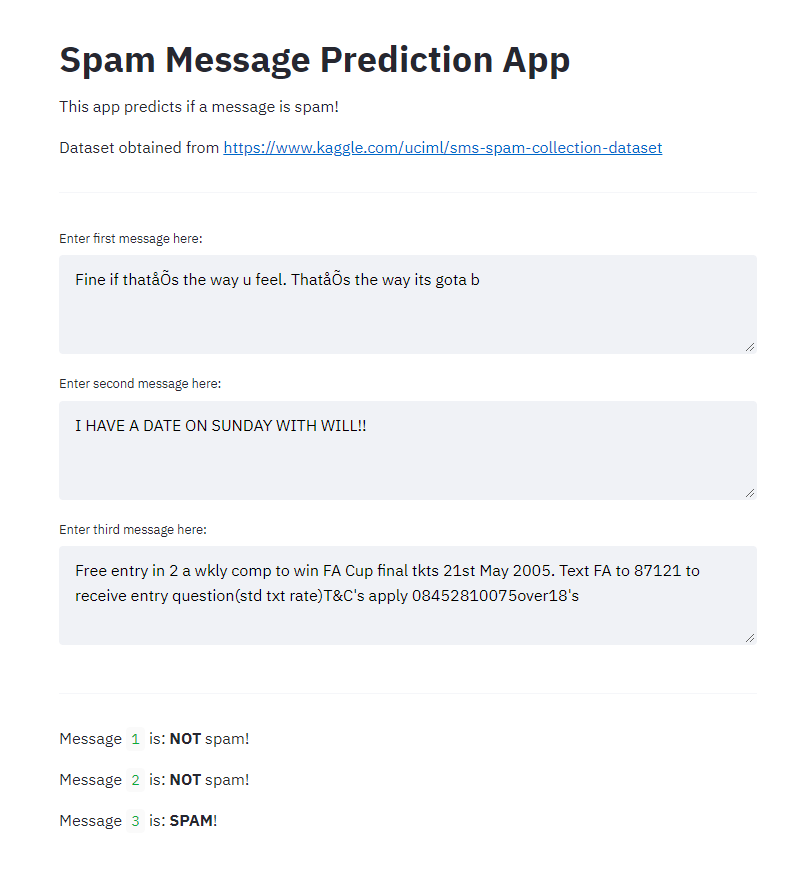 Spam Message Prediction App
This app predicts if a message is spam!
Dataset obtained from https://www.kaggle.com/uciml/sms-spam-collection-dataset
Enter first message here:
Fine if thatåÕs the way u feel. ThatåÕs the way its gota b
Enter second message here:
I HAVE A DATE ON SUNDAY WITH WILL!!
Enter third message here:
Free entry in 2 a wkly comp to win FA Cup final tkts 21st May 2005. Text FA to 87121 to
receive entry question(std txt rate)T&C's apply 08452810075over18's
Message 1 is: NOT spam!
Message 2 is: NOT spam!
Message 3 is: SPAM!